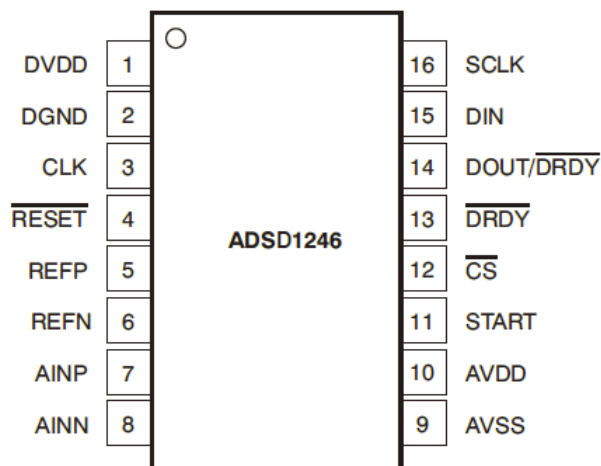 DVDD 1 16 SCLK
DGND 2 15 DIN
CLK 3 14 DOUT/DRDY
RESET 4 13 DRDY
ADSD1246
REFP 5 12 CS
REFN 6 11 START
AINP 7 10 AVDD
AINN 8 9 AVSS